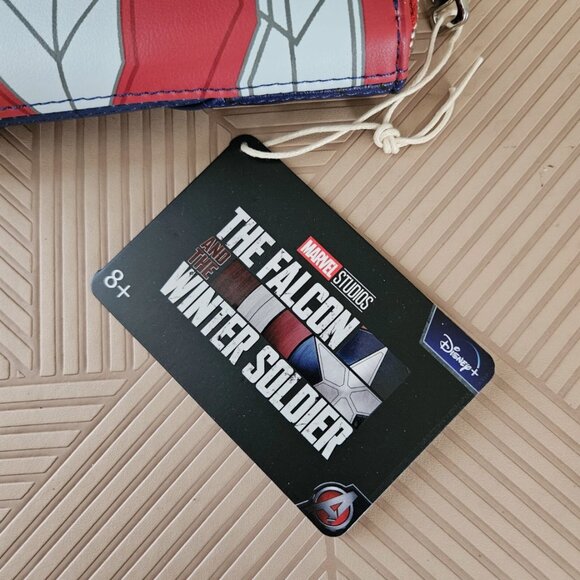 MARVEL STUDIOS
THE FALCON
AND THE
WINTER SOLDIER
8+
Disney+